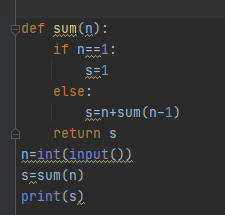 def sum(n):
    if n==1:
        s=1
    else:
        s=n+sum(n-1)
    return s
n=int(input())
s=sum(n)
print(s)